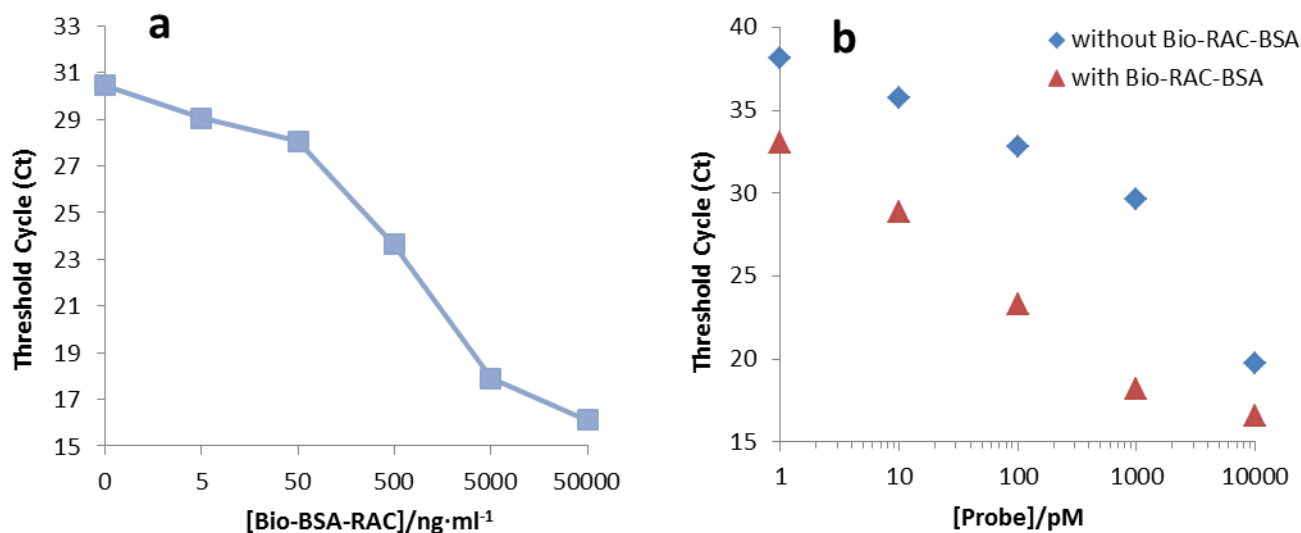 a
33
31
29
27
25
23
21
19
17
15
Threshold Cycle (Ct)
0 5 50 500 5000 50000
[Bio-BSA-RAC]/ng·ml⁻¹
b
without Bio-RAC-BSA
with Bio-RAC-BSA
40
35
30
25
20
15
Threshold Cycle (Ct)
1 10 100 1000 10000
[Probe]/pM